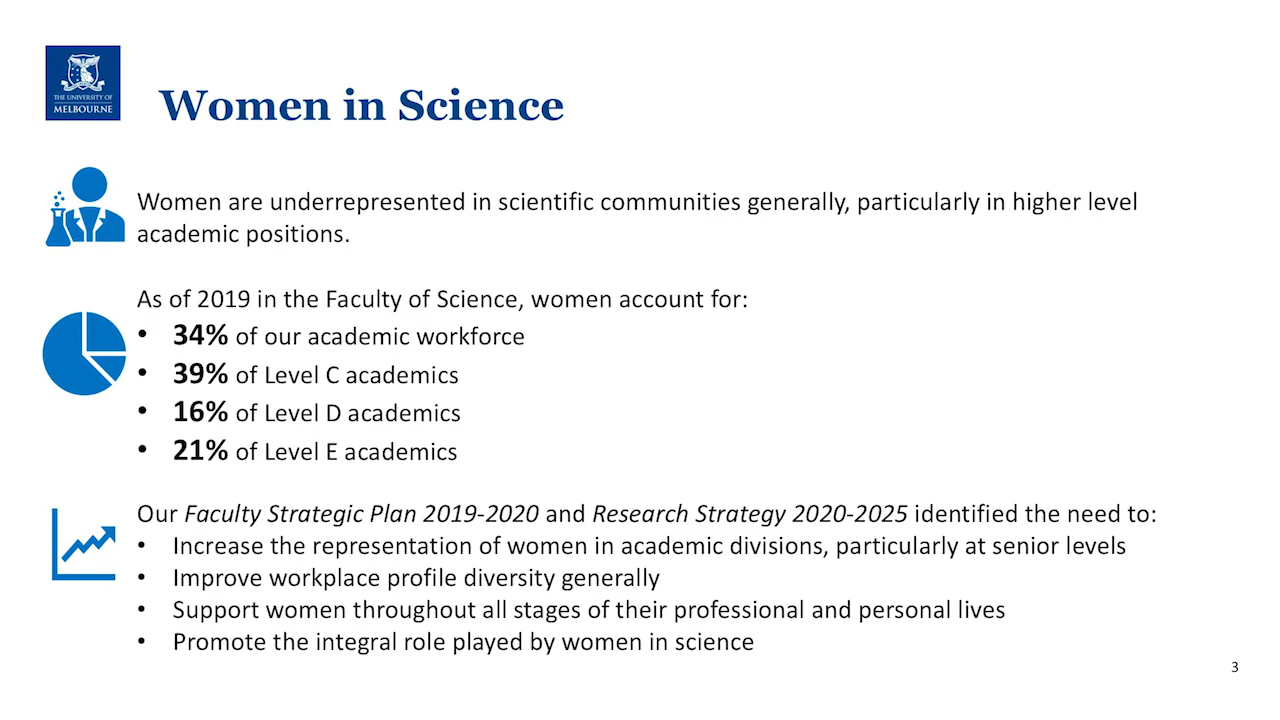 THE UNIVERSITY OF
MELBOURNE
Women in Science
Women are underrepresented in scientific communities generally, particularly in higher level
academic positions.
As of 2019 in the Faculty of Science, women account for:
• 34% of our academic workforce
• 39% of Level C academics
• 16% of Level D academics
• 21% of Level E academics
Our Faculty Strategic Plan 2019-2020 and Research Strategy 2020-2025 identified the need to:
• Increase the representation of women in academic divisions, particularly at senior levels
• Improve workplace profile diversity generally
• Support women throughout all stages of their professional and personal lives
• Promote the integral role played by women in science
3